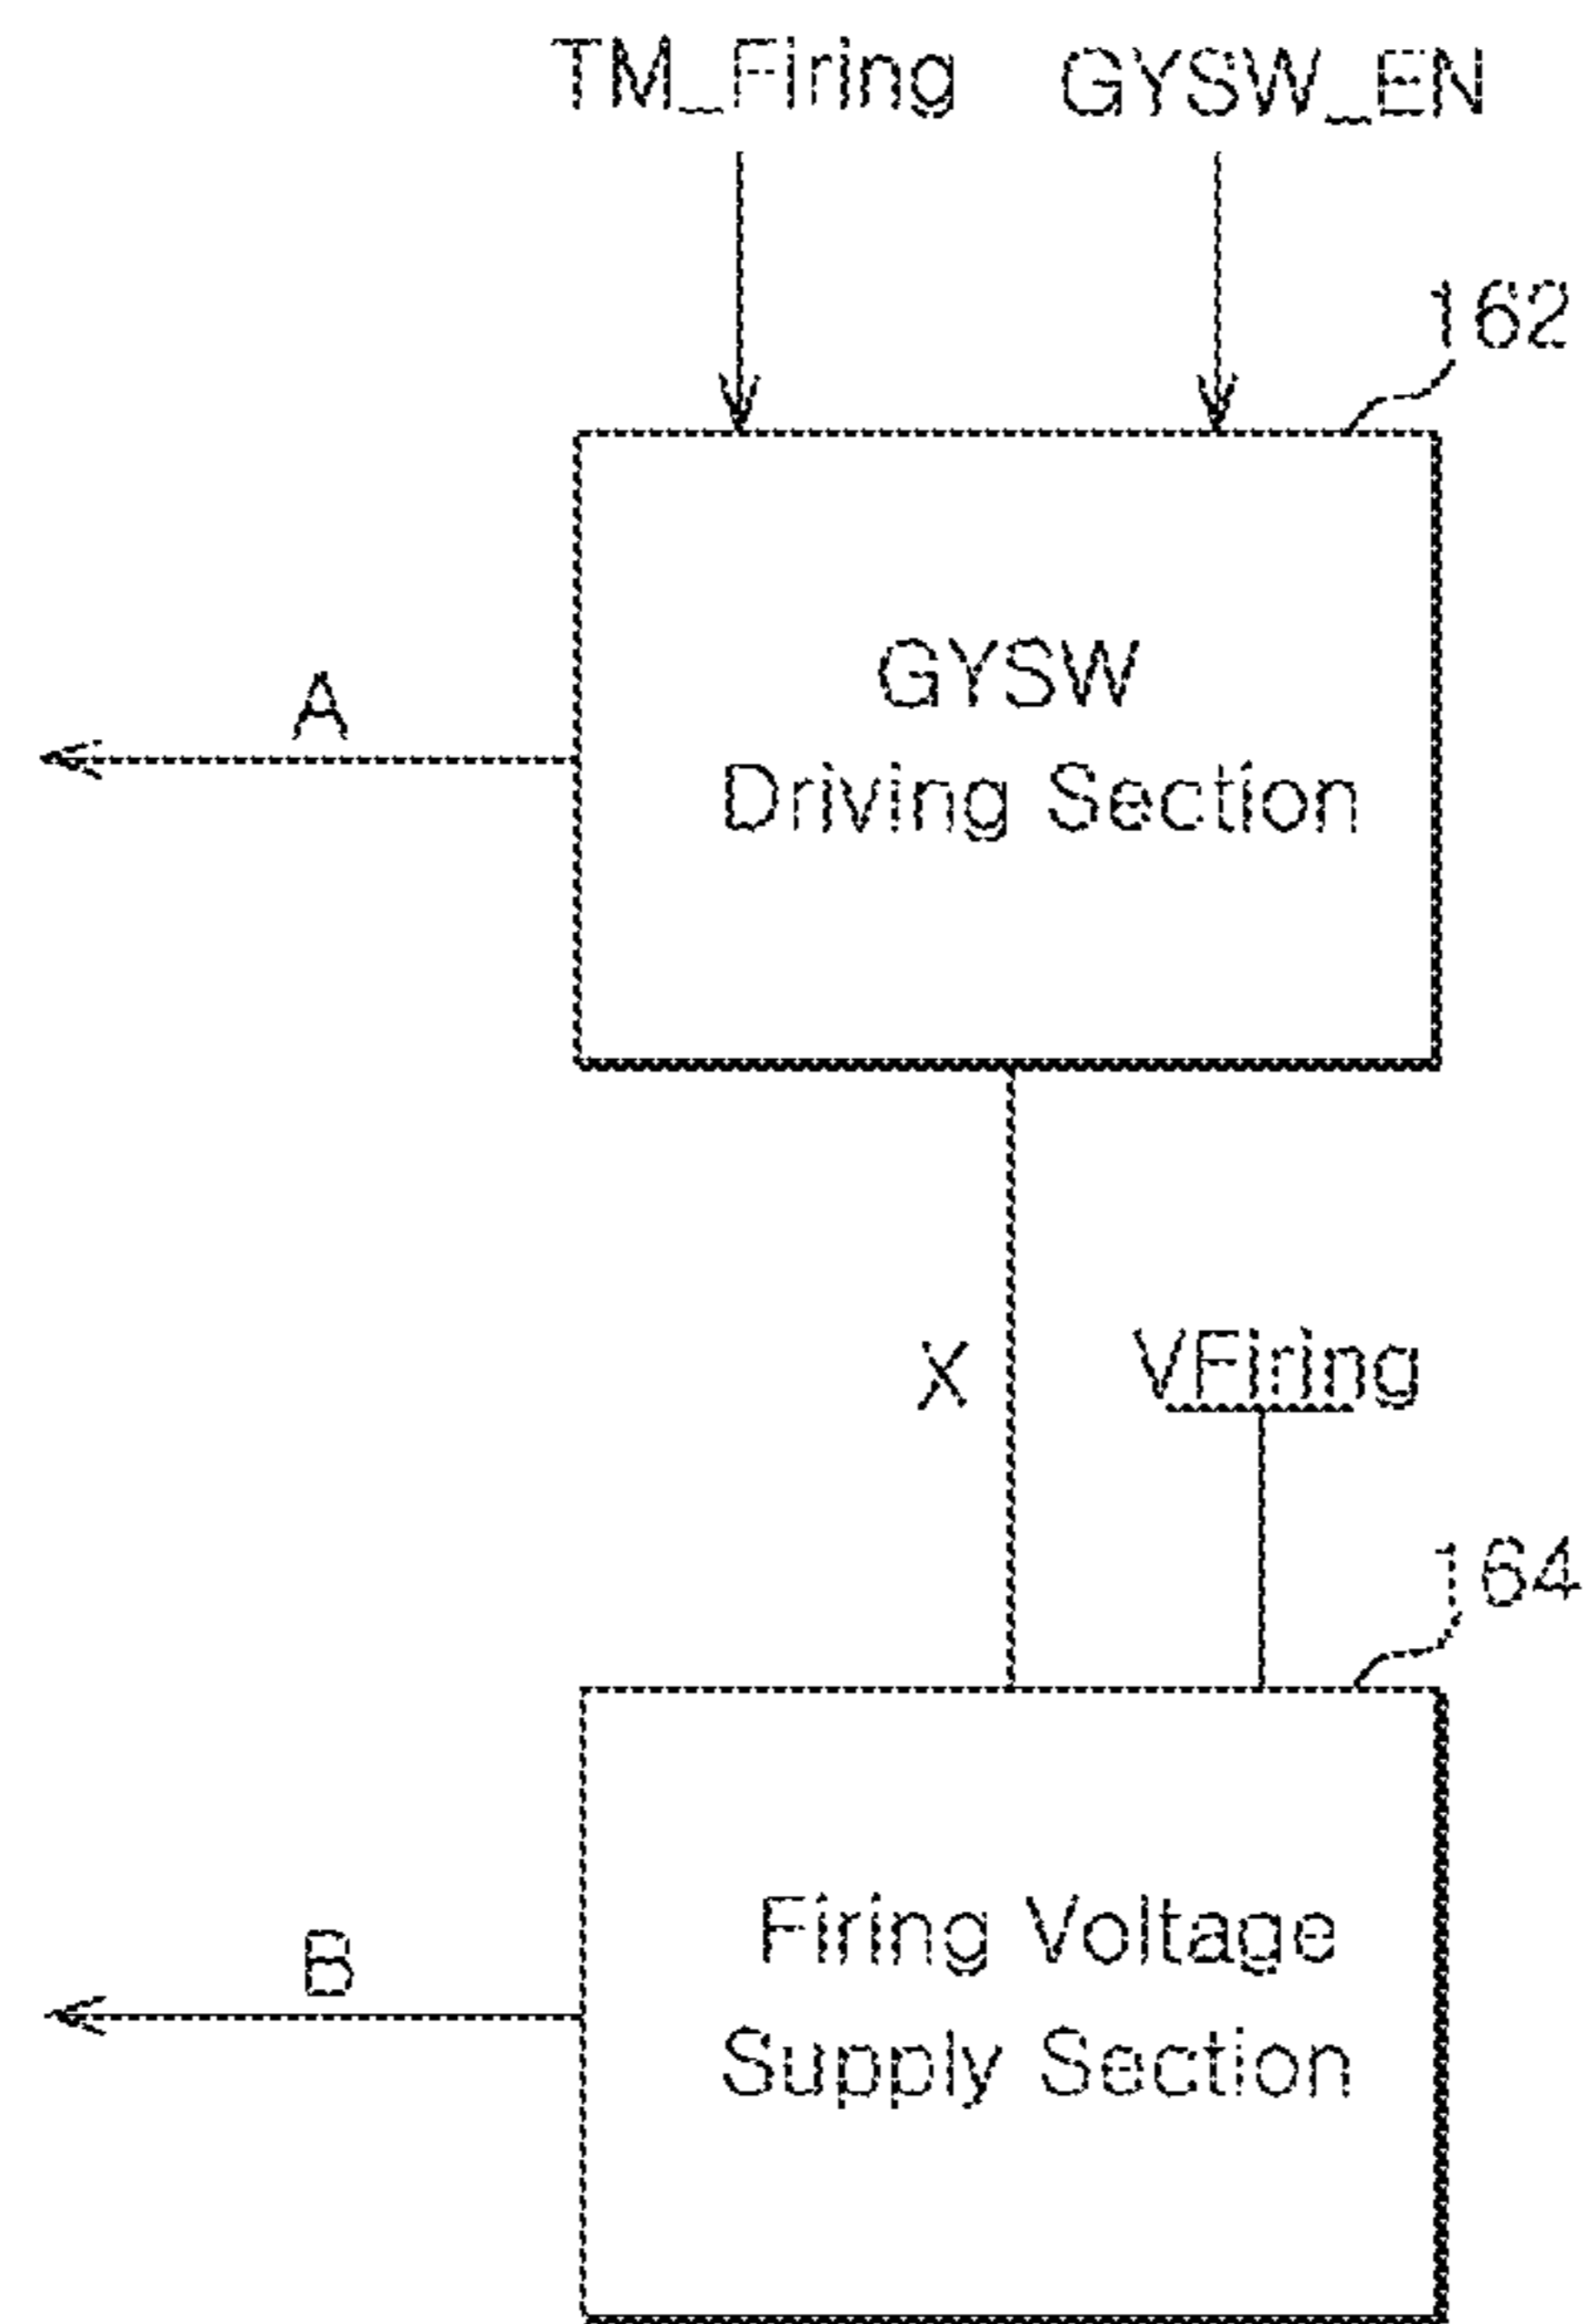 TM_Firing GYSW_EN
162
GYSW
Driving Section
A
X
VFiring
164
Firing Voltage
Supply Section
B